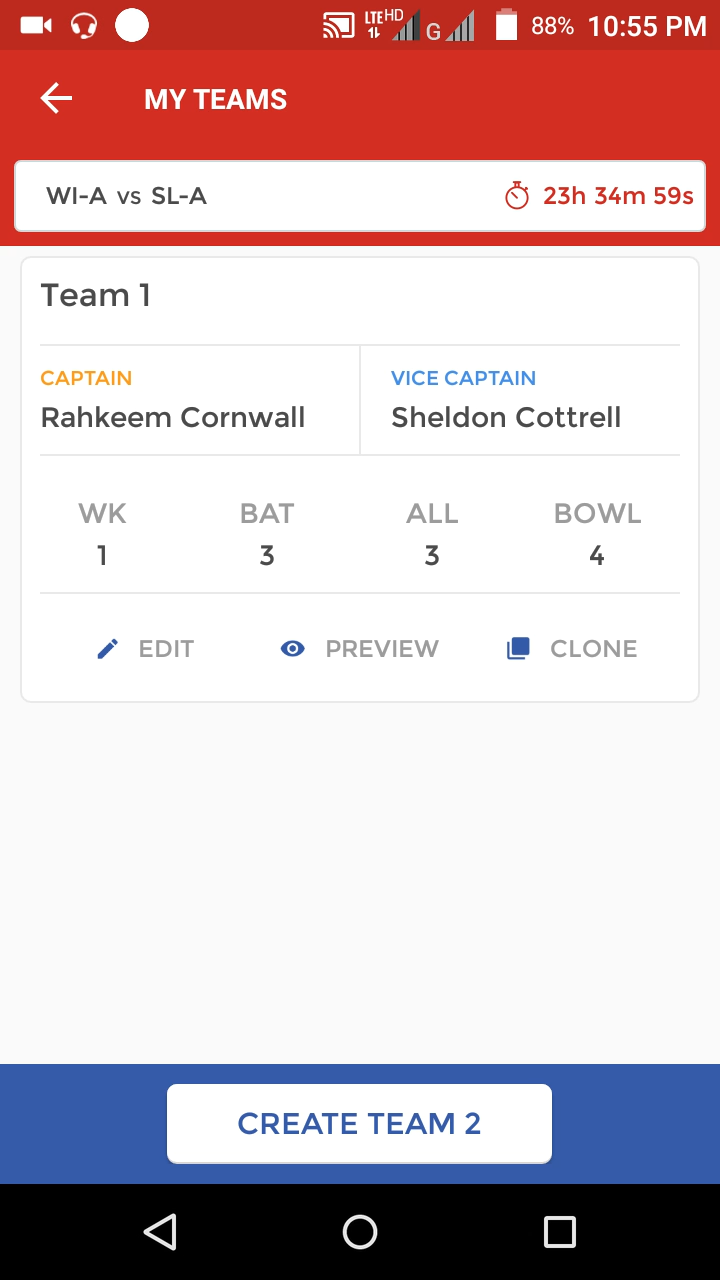 LTE HD G 88% 10:55 PM
MY TEAMS
WI-A vs SL-A 23h 34m 59s
Team 1
CAPTAIN VICE CAPTAIN
Rahkeem Cornwall Sheldon Cottrell
WK BAT ALL BOWL
1 3 3 4
EDIT PREVIEW CLONE
CREATE TEAM 2